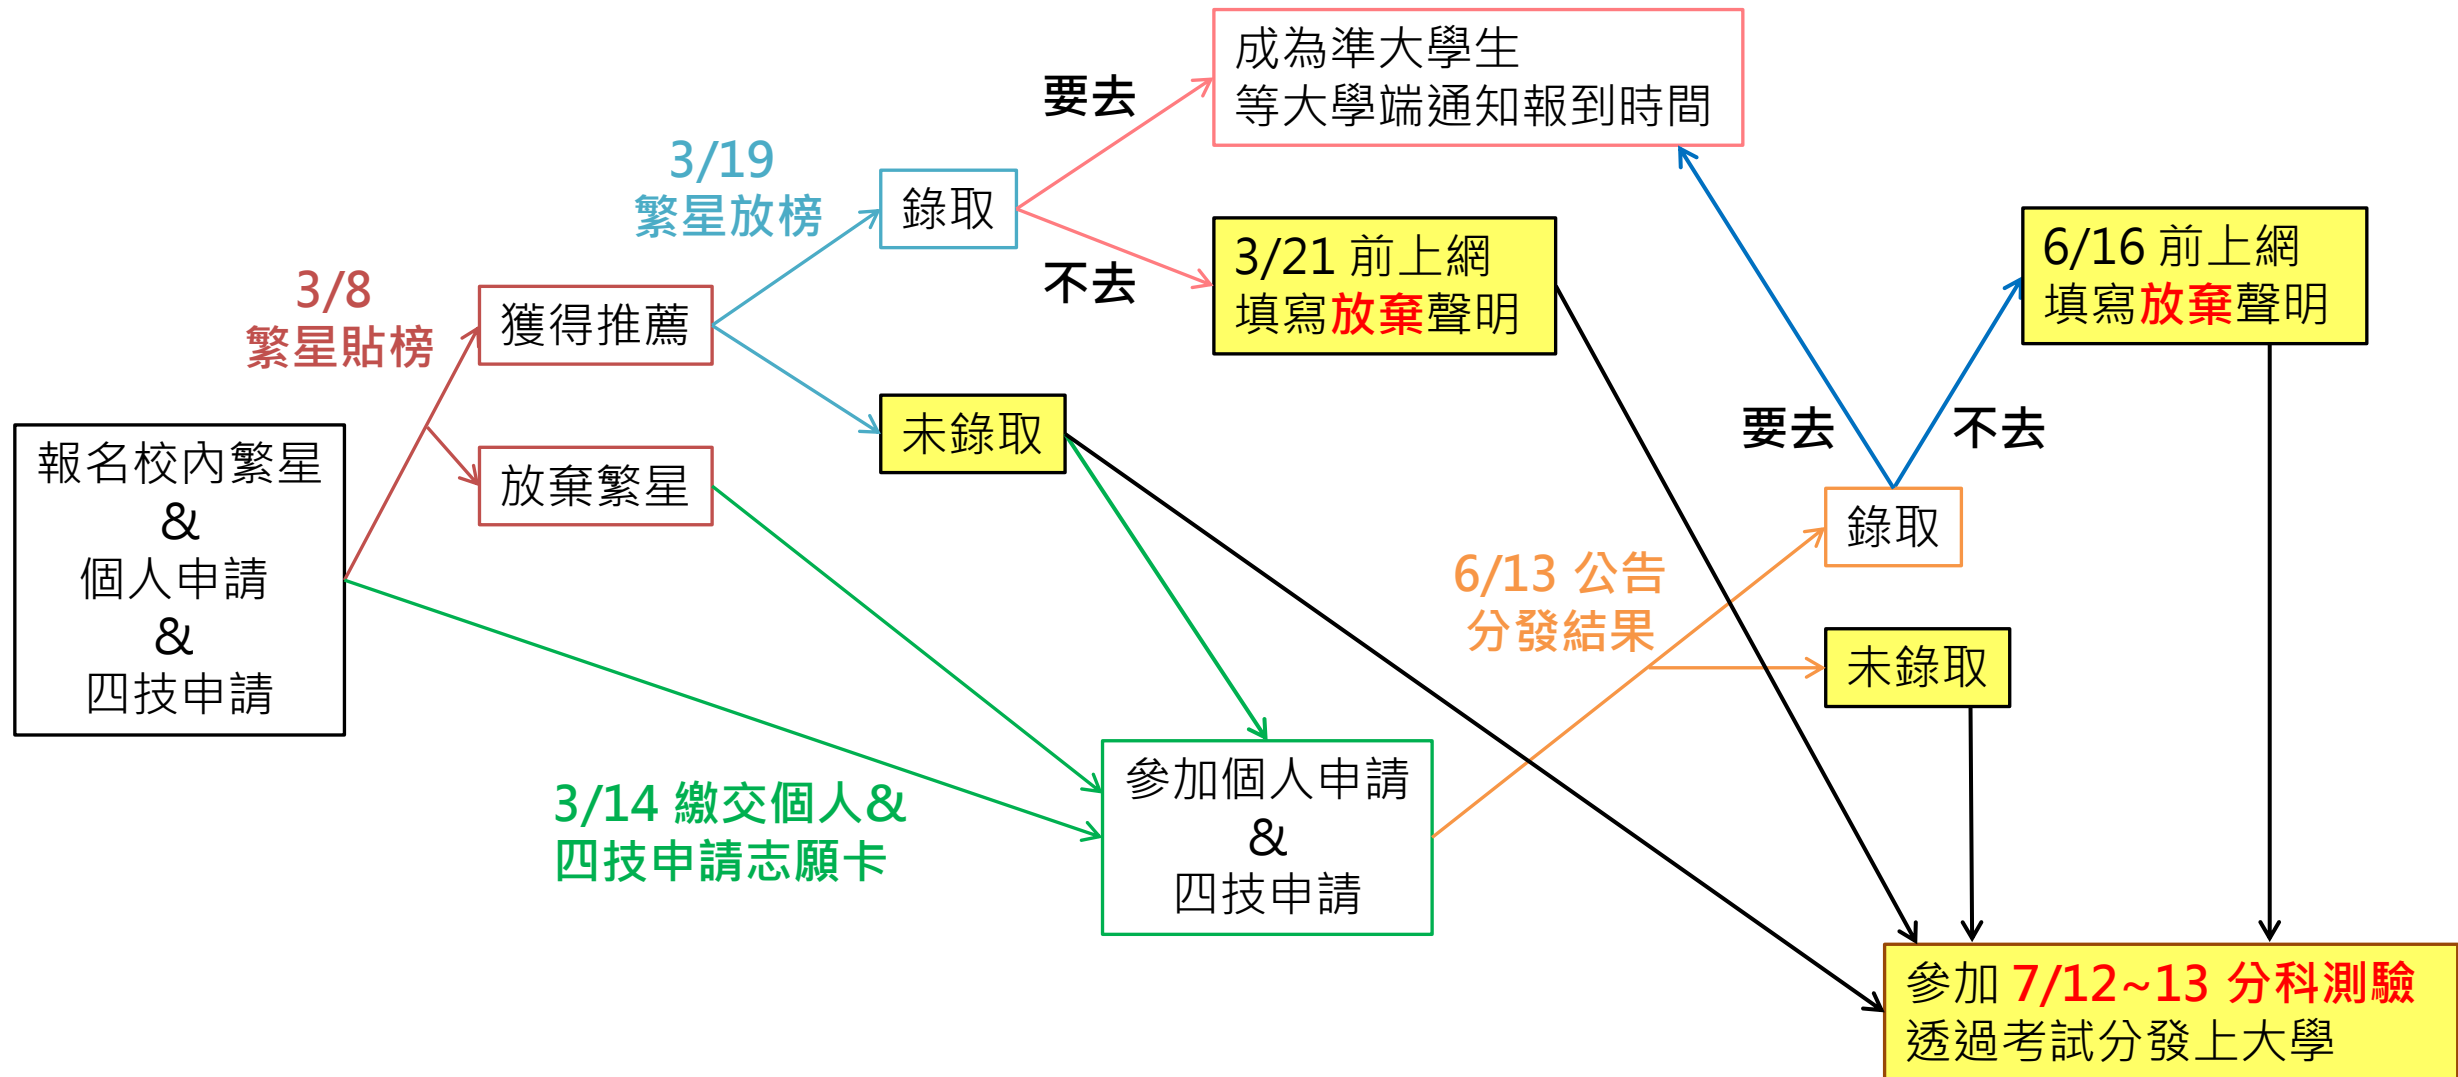 報名校內繁星
&
個人申請
&
四技申請
3/8
繁星貼榜
獲得推薦
放棄繁星
3/19
繁星放榜
錄取
未錄取
要去
不去
成為準大學生
等大學端通知報到時間
3/21 前上網
填寫放棄聲明
3/14 繳交個人&
四技申請志願卡
參加個人申請
&
四技申請
6/13 公告
分發結果
錄取
未錄取
要去
不去
6/16 前上網
填寫放棄聲明
參加 7/12~13 分科測驗
透過考試分發上大學